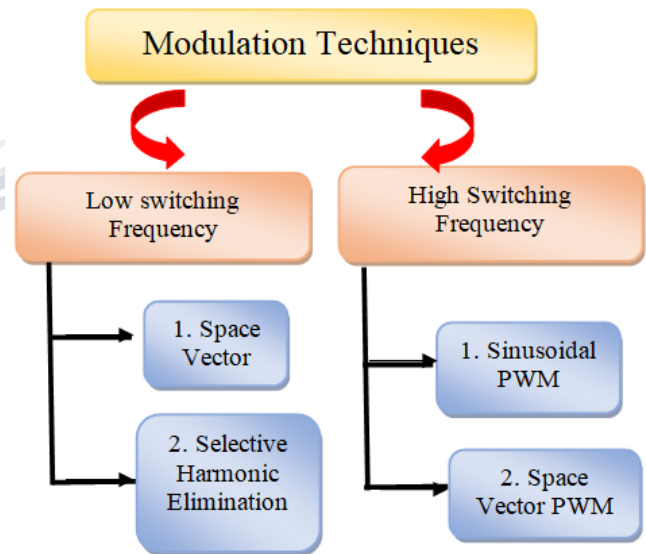 Modulation Techniques
Low switching
Frequency
1. Space
Vector
2. Selective
Harmonic
Elimination
High Switching
Frequency
1. Sinusoidal
PWM
2. Space
Vector PWM